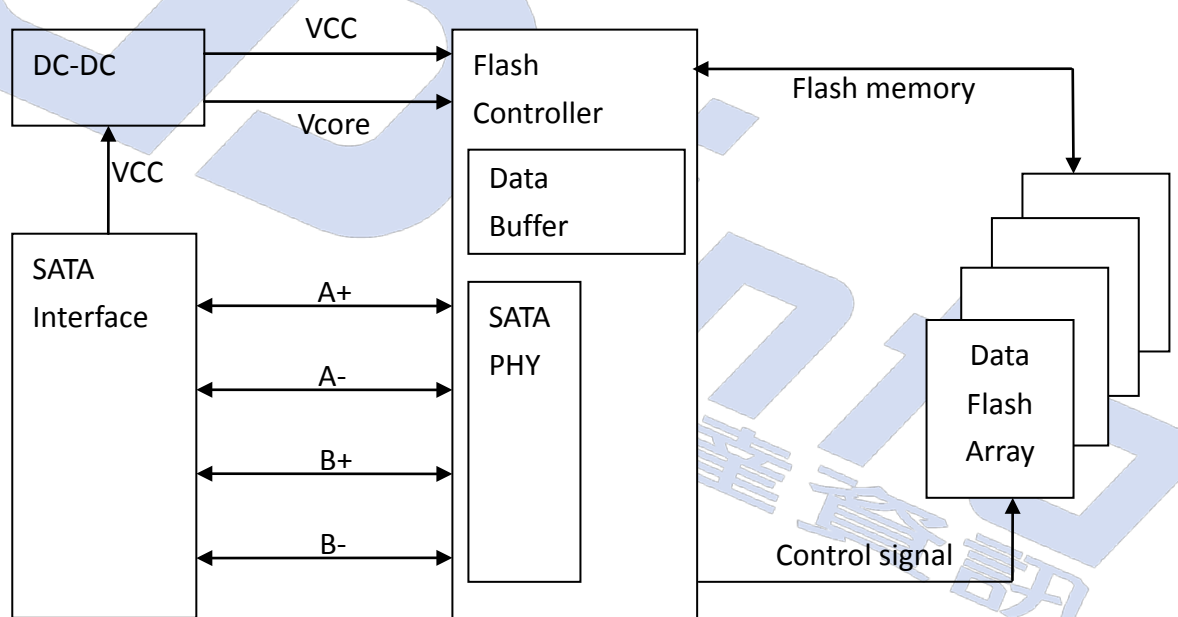 VCC
DC-DC
Flash
Controller
Vcore
VCC
Data
Buffer
SATA
Interface
A+
A-
B+
B-
SATA
PHY
Flash memory
Data
Flash
Array
Control signal